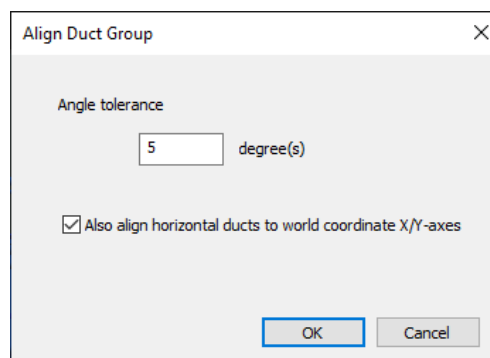 Align Duct Group
Angle tolerance
5 degree(s)
Also align horizontal ducts to world coordinate X/Y-axes
OK Cancel